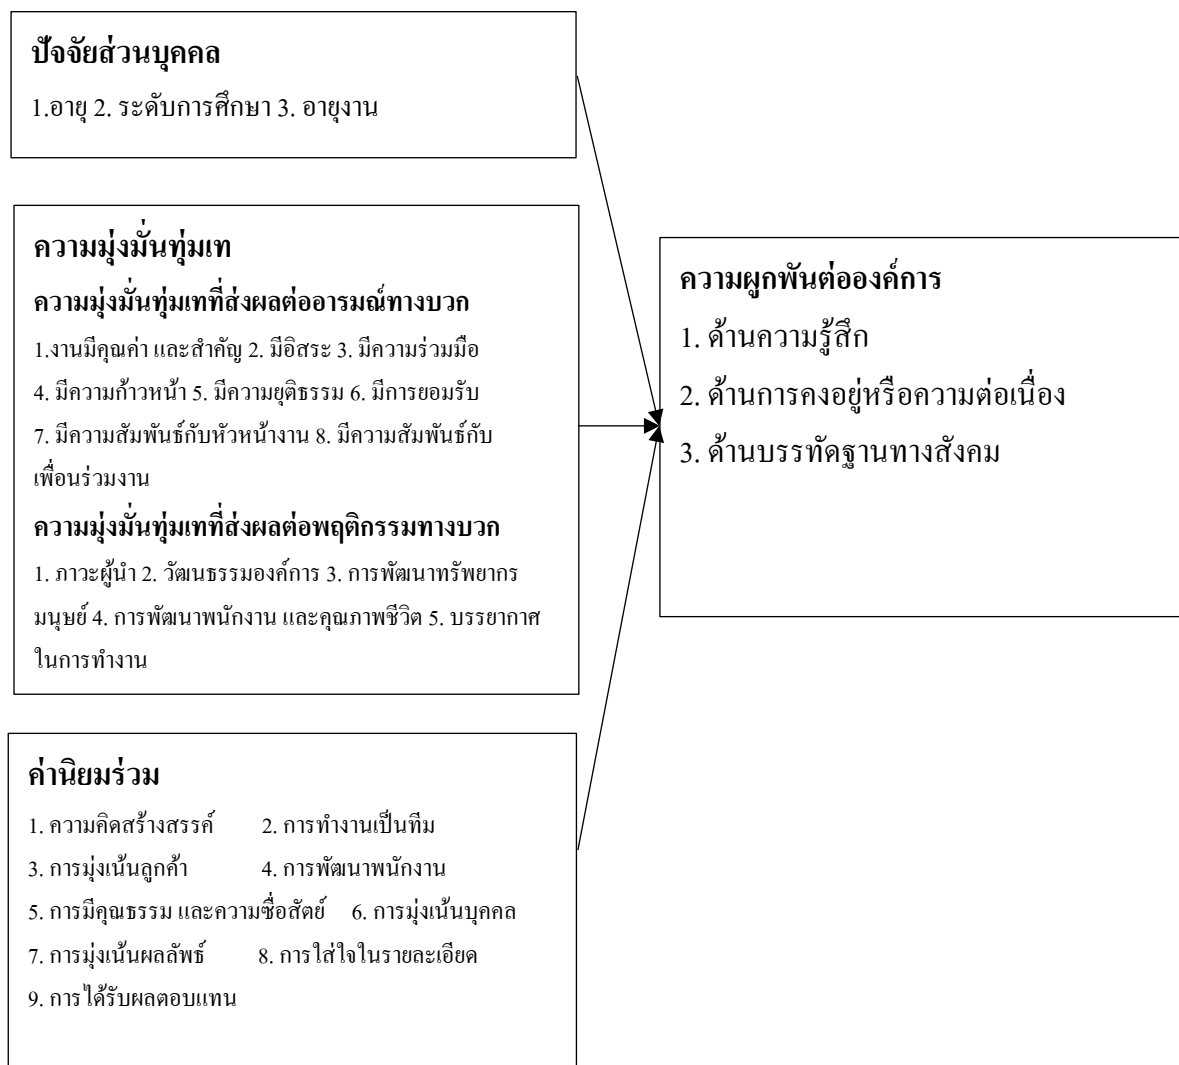 ปัจจัยส่วนบุคคล
1.อายุ 2. ระดับการศึกษา 3. อายุงาน
ความมุ่งมั่นทุ่มเท
ความมุ่งมั่นทุ่มเทที่ส่งผลต่ออารมณ์ทางบวก
1.งานมีคุณค่า และสำคัญ 2. มีอิสระ 3. มีความร่วมมือ
4. มีความก้าวหน้า 5. มีความยุติธรรม 6. มีการยอมรับ
7. มีความสัมพันธ์กับหัวหน้างาน 8. มีความสัมพันธ์กับ
เพื่อนร่วมงาน
ความมุ่งมั่นทุ่มเทที่ส่งผลต่อพฤติกรรมทางบวก
1. ภาวะผู้นำ 2. วัฒนธรรมองค์การ 3. การพัฒนาทรัพยากร
มนุษย์ 4. การพัฒนาพนักงาน และคุณภาพชีวิต 5. บรรยากาศ
ในการทำงาน
ค่านิยมร่วม
1. ความคิดสร้างสรรค์ 2. การทำงานเป็นทีม
3. การมุ่งเน้นลูกค้า 4. การพัฒนาพนักงาน
5. การมีคุณธรรม และความซื่อสัตย์ 6. การมุ่งเน้นบุคคล
7. การมุ่งเน้นผลลัพธ์ 8. การใส่ใจในรายละเอียด
9. การได้รับผลตอบแทน
ความผูกพันต่อองค์การ
1. ด้านความรู้สึก
2. ด้านการคงอยู่หรือความต่อเนื่อง
3. ด้านบรรทัดฐานทางสังคม